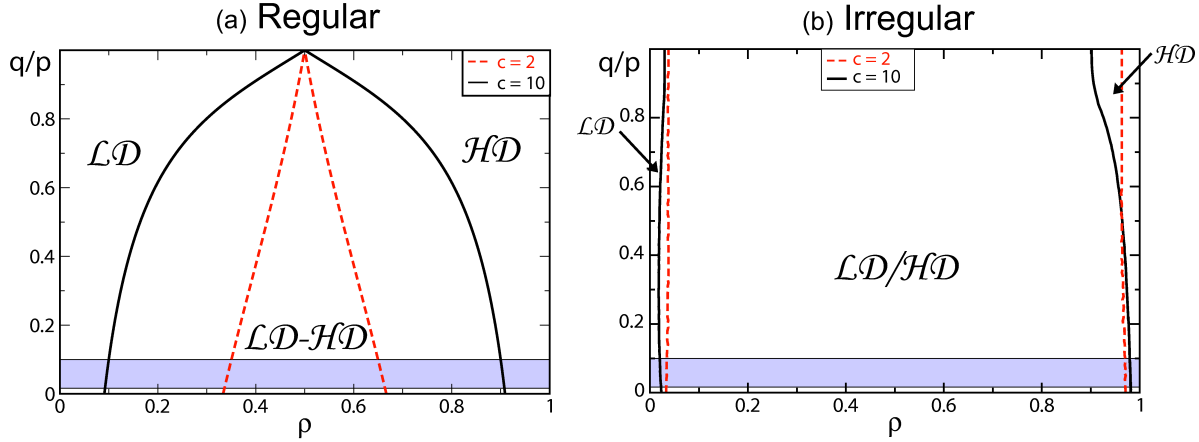 (a) Regular
q/p
c = 2
c = 10
0.8
0.6
0.4
0.2
0
LD
HD
LD-HD
0 0.2 0.4 0.6 0.8 1
ρ
(b) Irregular
q/p
c = 2
c = 10
HD
LD
0.8
0.6
0.4
0.2
0
LD/HD
0 0.2 0.4 0.6 0.8 1
ρ